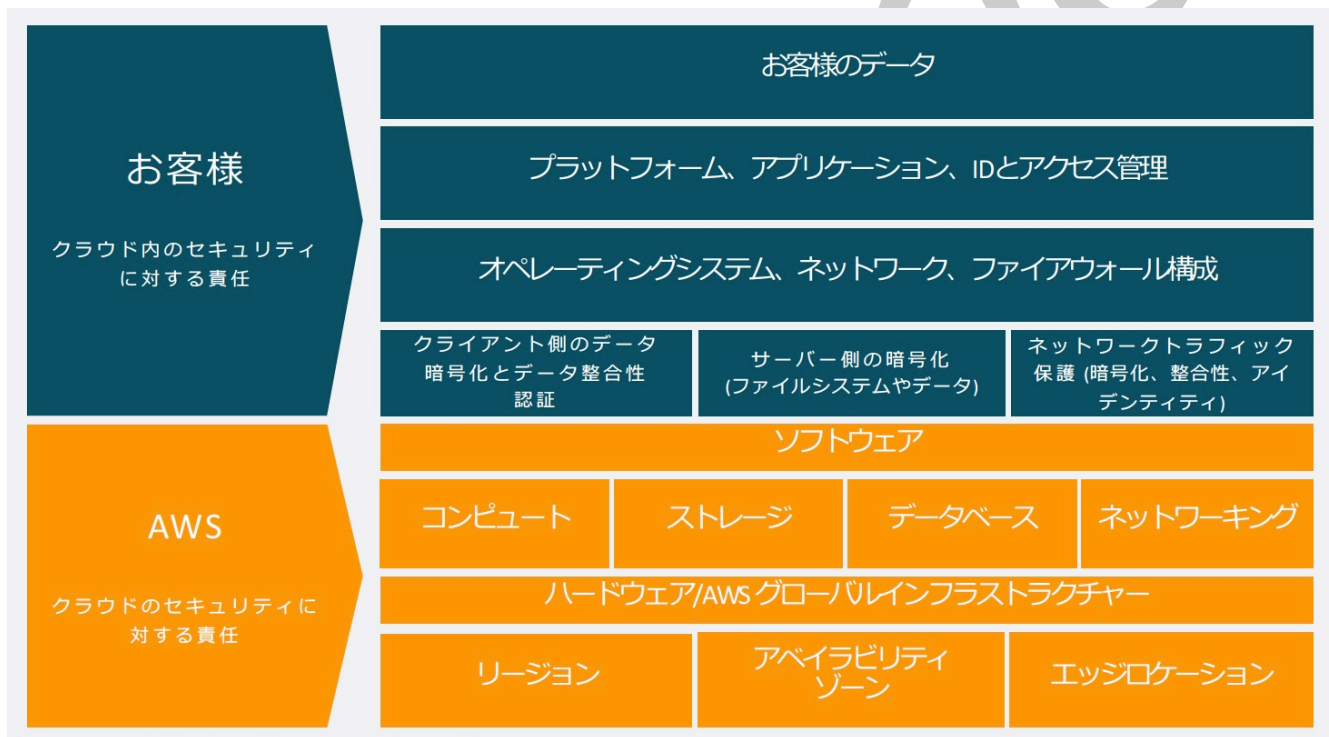 お客様
クラウド内のセキュリティ
に対する責任
お客様のデータ
プラットフォーム、アプリケーション、IDとアクセス管理
オペレーティングシステム、ネットワーク、ファイアウォール構成
クライアント側のデータ
暗号化とデータ整合性
認証
サーバー側の暗号化
(ファイルシステムやデータ)
ネットワークトラフィック
保護 (暗号化、整合性、アイ
デンティティ)
AWS
クラウドのセキュリティに
対する責任
ソフトウェア
コンピュート
ストレージ
データベース
ネットワーキング
ハードウェア/AWS グローバルインフラストラクチャー
リージョン
アベイラビリティ
ゾーン
エッジロケーション